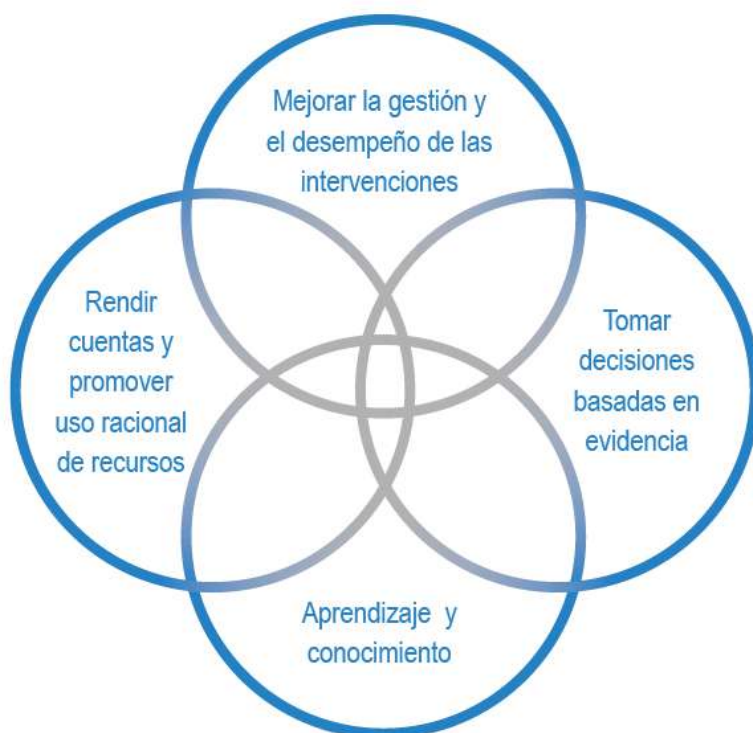 Mejorar la gestión y
el desempeño de las
intervenciones
Rendir
cuentas y
promover
uso racional
de recursos
Tomar
decisiones
basadas en
evidencia
Aprendizaje y
conocimiento